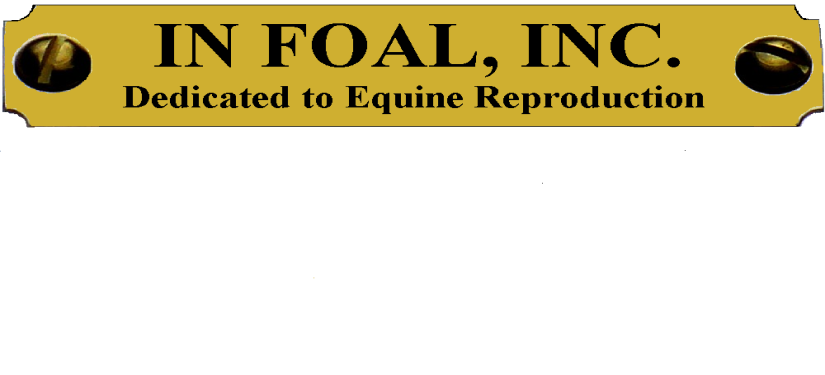 IN FOAL, INC.
Dedicated to Equine Reproduction